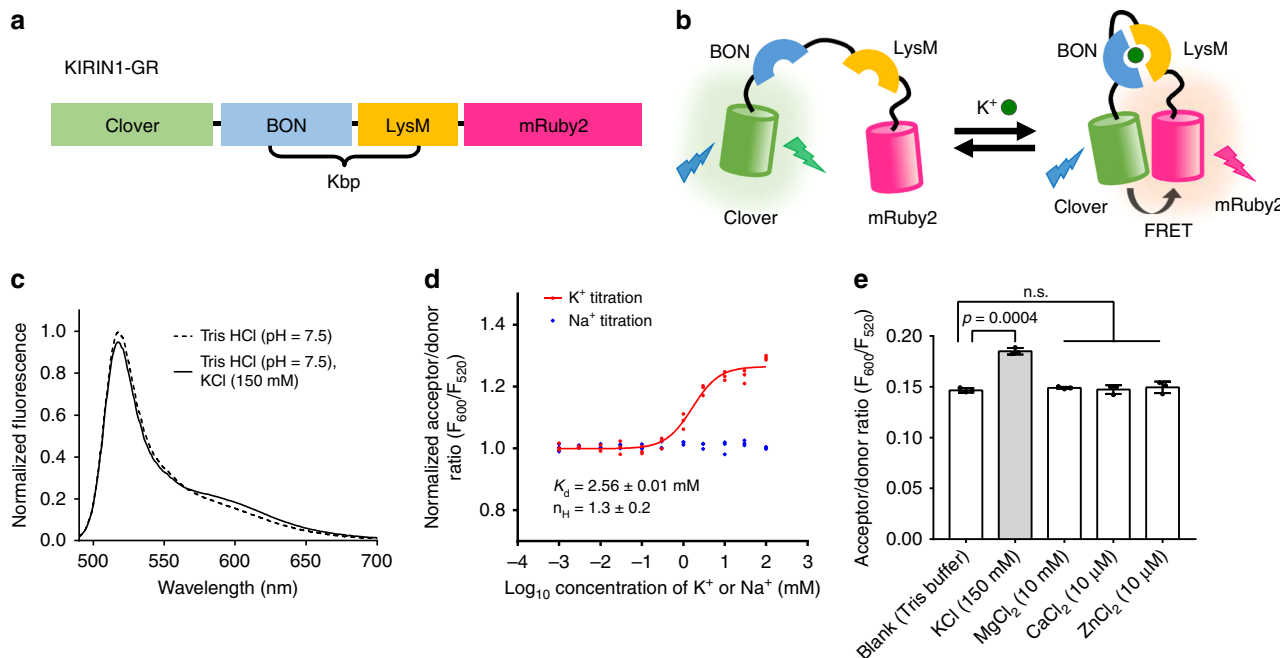 a
KIRIN1-GR
Clover BON LysM mRuby2
Kbp
b
BON LysM
BON LysM
K⁺
Clover mRuby2
Clover mRuby2
FRET
c
Normalized fluorescence
1.0
0.8
0.6
0.4
0.2
0.0
Tris HCl (pH = 7.5)
Tris HCl (pH = 7.5),
KCl (150 mM)
500 550 600 650 700
Wavelength (nm)
d
Normalized acceptor/donor
ratio (F₆₀₀/F₅₂₀)
K⁺ titration
Na⁺ titration
1.4
1.2
1.0
0.8
Kd = 2.56 ± 0.01 mM
nH = 1.3 ± 0.2
−4 −3 −2 −1 0 1 2 3
Log₁₀ concentration of K⁺ or Na⁺ (mM)
e
Acceptor/donor ratio (F₆₀₀/F₅₂₀)
n.s.
p = 0.0004
0.20
0.15
0.10
0.05
0.00
Blank (Tris buffer)
KCl (150 mM)
MgCl₂ (10 mM)
CaCl₂ (10 µM)
ZnCl₂ (10 µM)